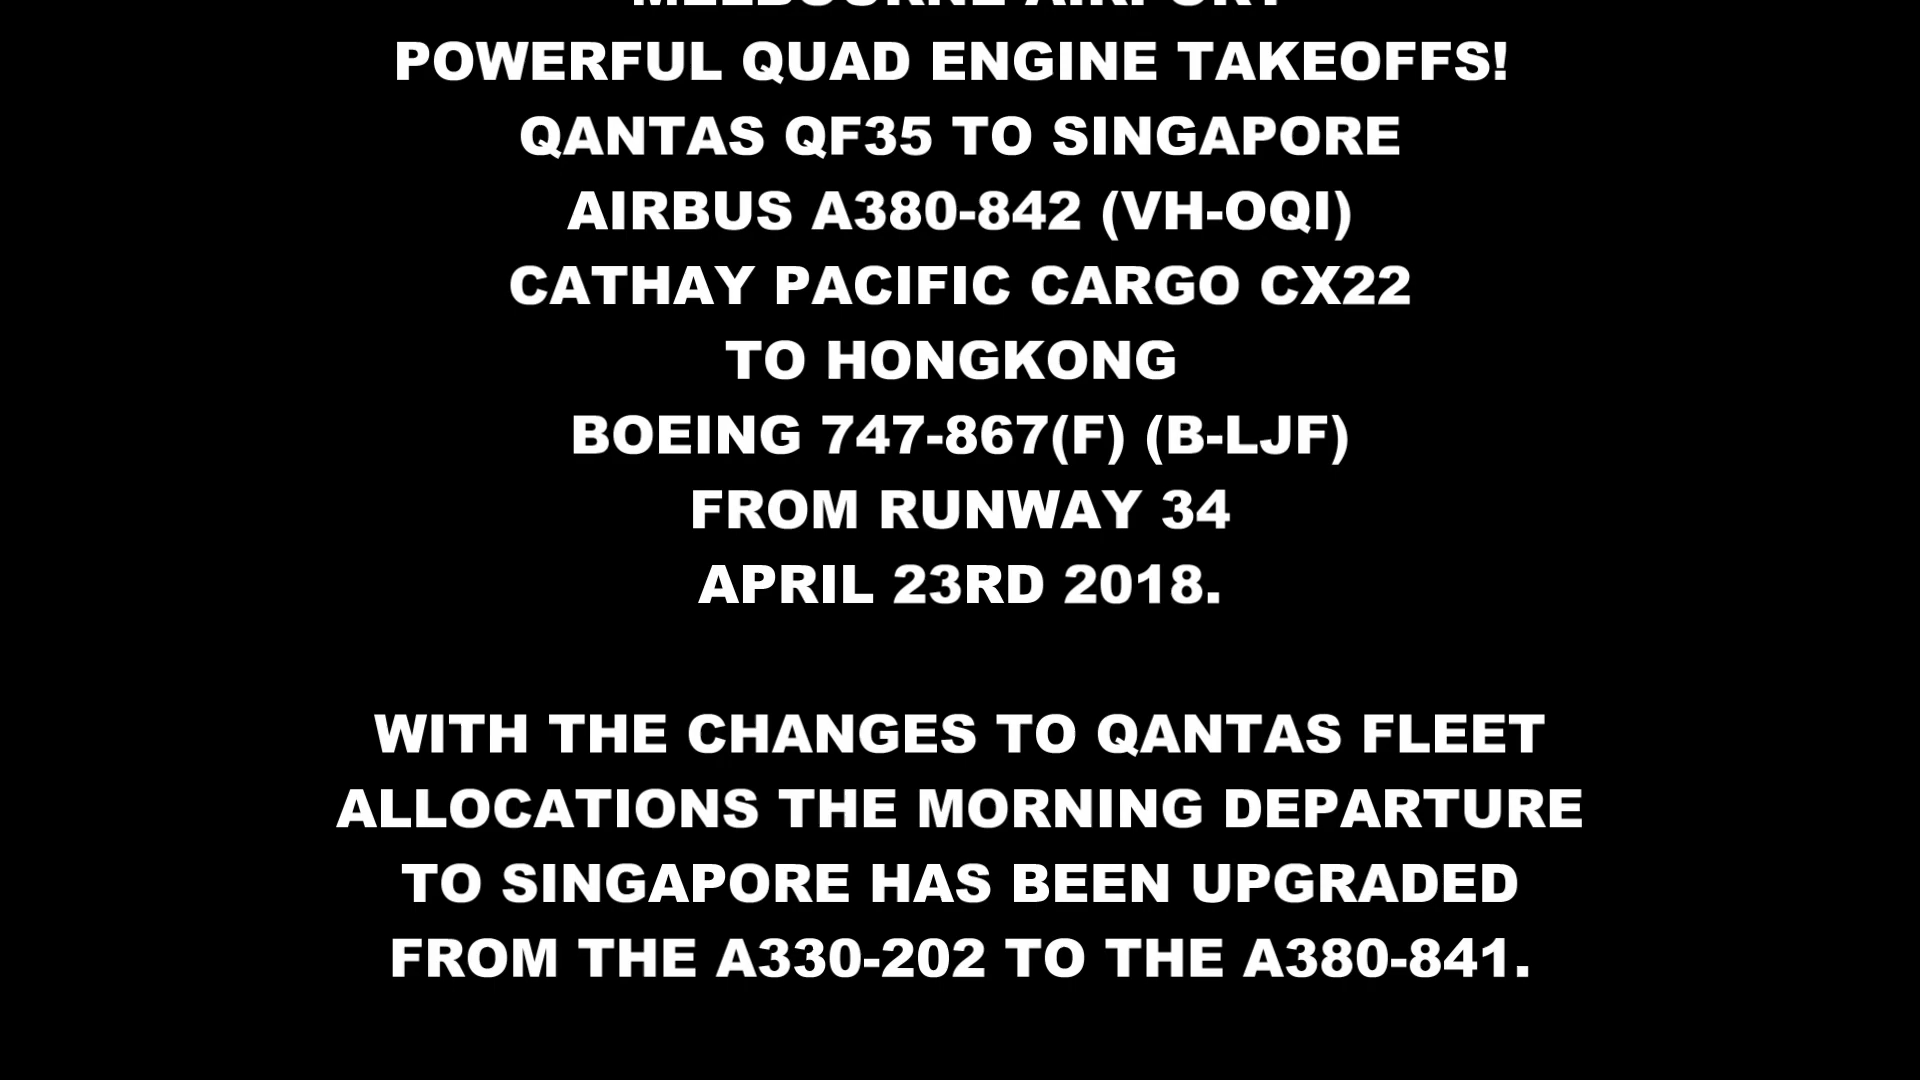 MELBOURNE AIRPORT
POWERFUL QUAD ENGINE TAKEOFFS!
QANTAS QF35 TO SINGAPORE
AIRBUS A380-842 (VH-OQI)
CATHAY PACIFIC CARGO CX22
TO HONGKONG
BOEING 747-867(F) (B-LJF)
FROM RUNWAY 34
APRIL 23RD 2018.
WITH THE CHANGES TO QANTAS FLEET
ALLOCATIONS THE MORNING DEPARTURE
TO SINGAPORE HAS BEEN UPGRADED
FROM THE A330-202 TO THE A380-841.